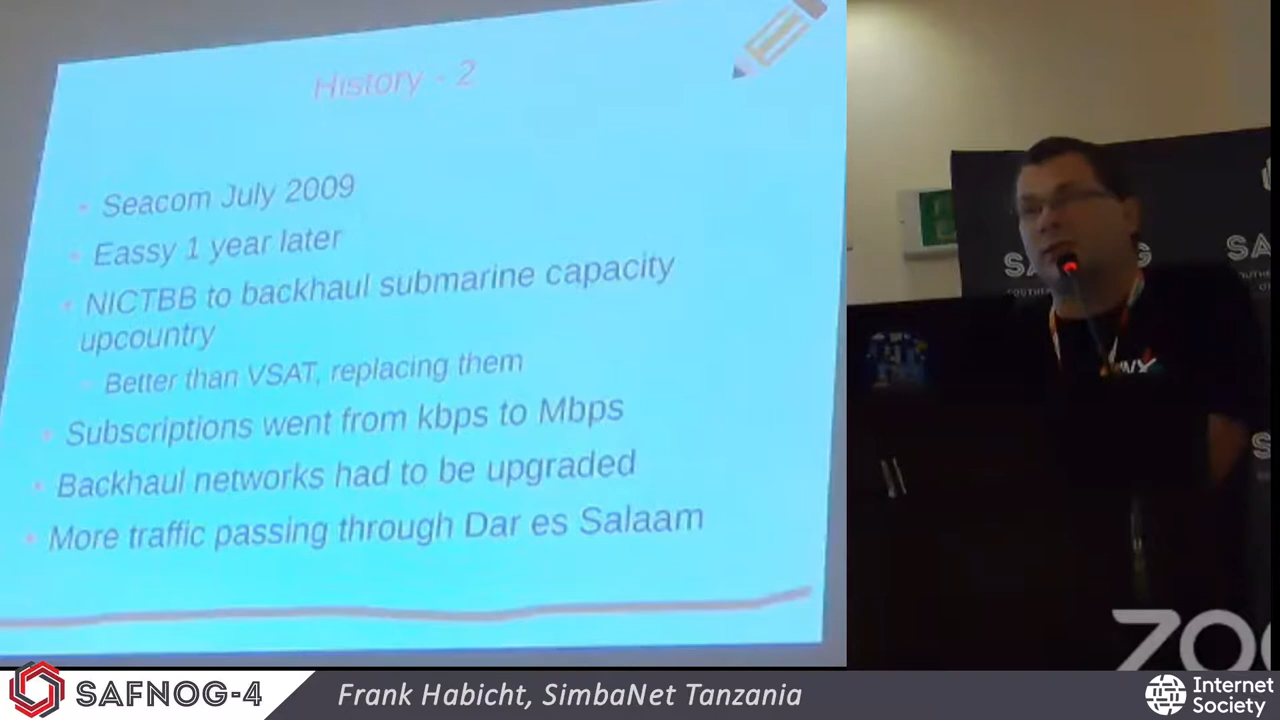 History - 2
Seacom July 2009
Eassy 1 year later
NICTBB to backhaul submarine capacity
upcountry
Better than VSAT, replacing them
Subscriptions went from kbps to Mbps
Backhaul networks had to be upgraded
More traffic passing through Dar es Salaam
SAFNOG-4
Frank Habicht, SimbaNet Tanzania
Internet
Society